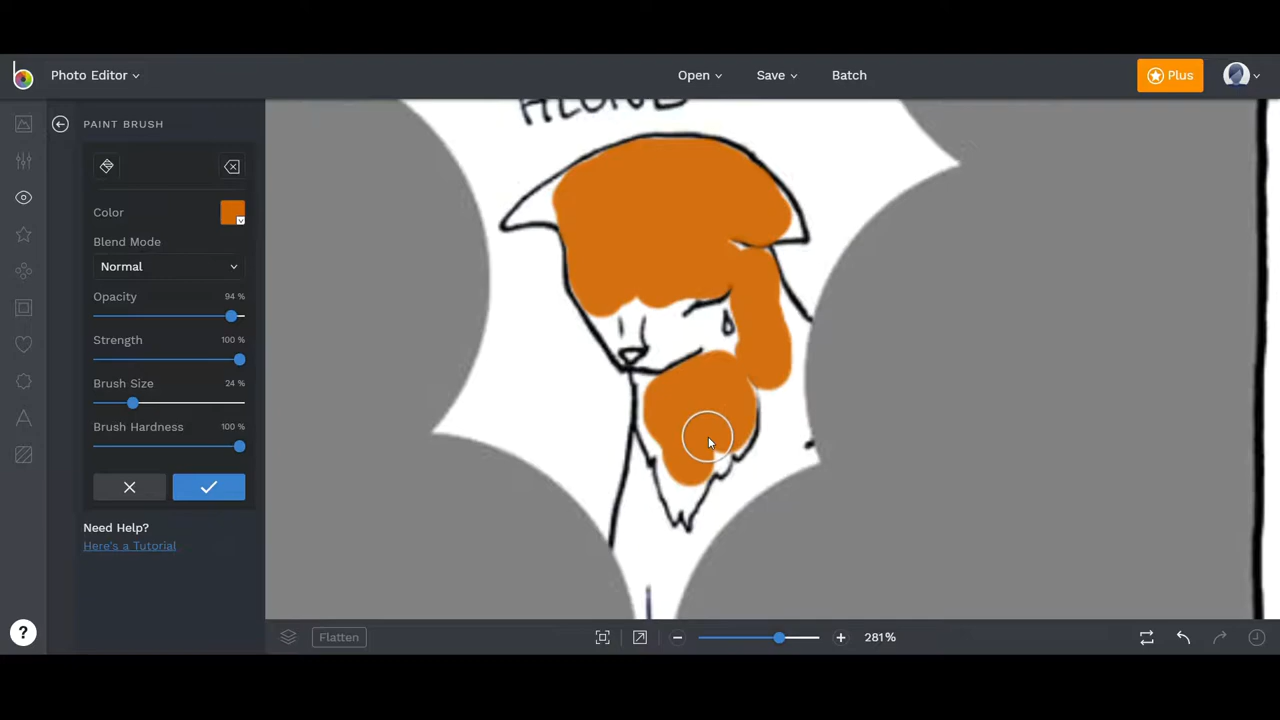 Photo Editor Open Save Batch Plus
PAINT BRUSH
ALONE
Color
Blend Mode
Normal
Opacity 94 %
Strength 100 %
Brush Size 24 %
Brush Hardness 100 %
Need Help?
Here's a Tutorial
? Flatten 281%